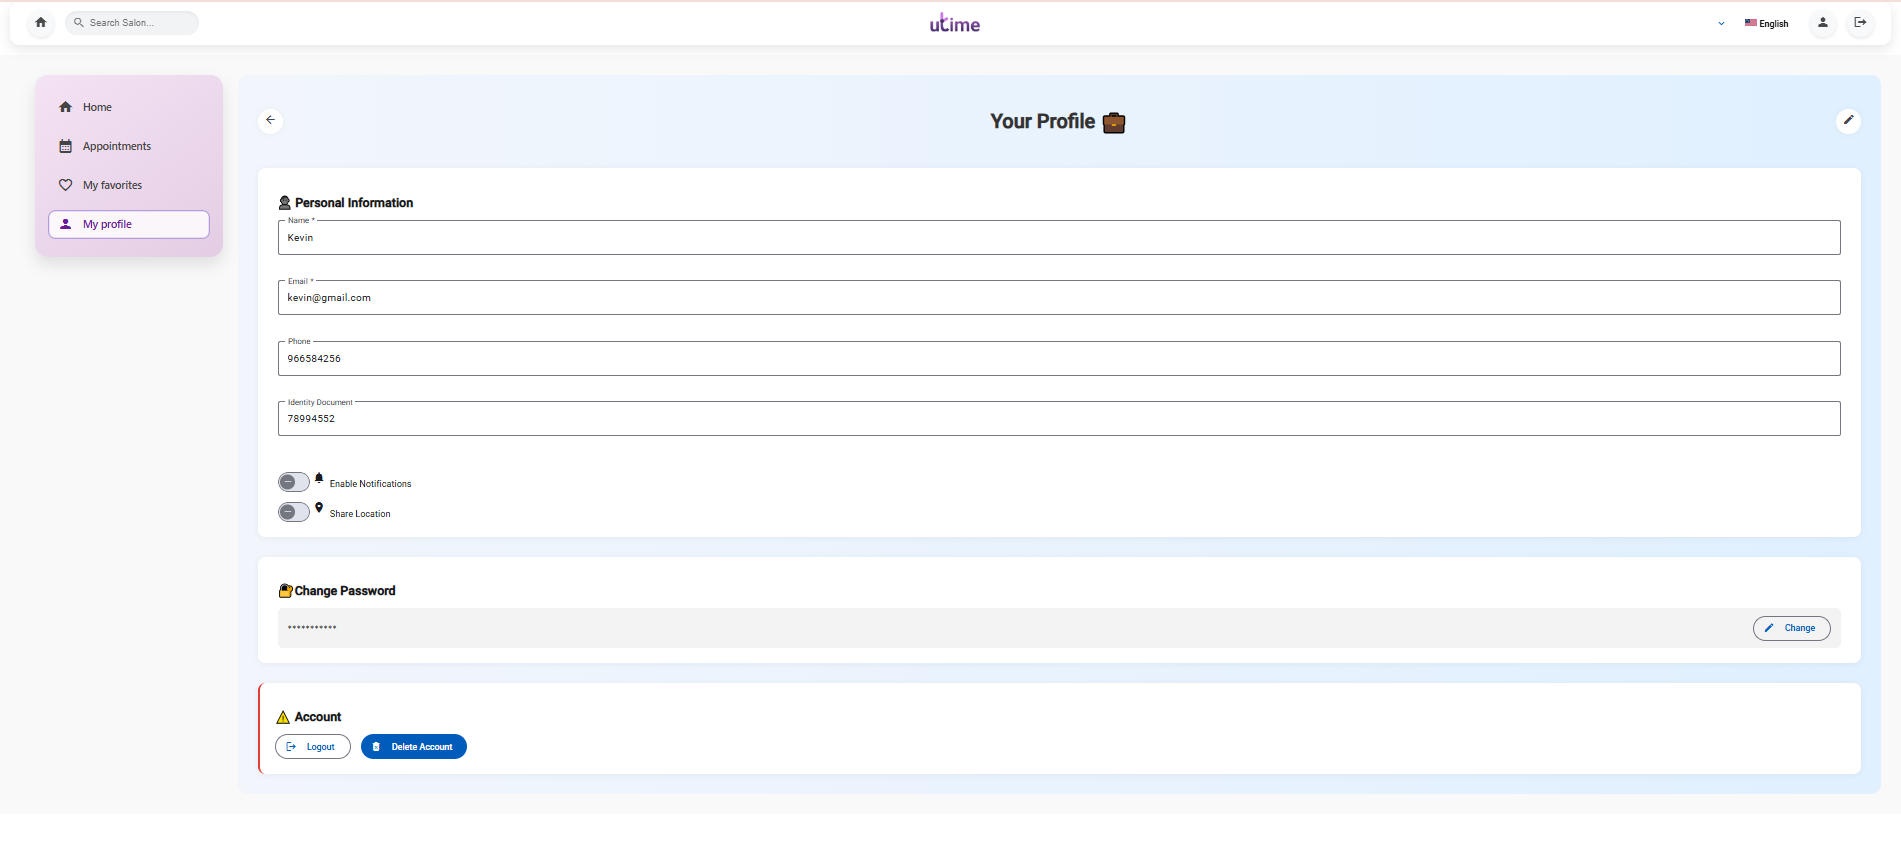 Search Salon...
utime
English
Home
Appointments
My favorites
My profile
Your Profile
Personal Information
Name *
Kevin
Email *
kevin@gmail.com
Phone
966584256
Identity Document
78994552
Enable Notifications
Share Location
Change Password
***********
Change
Account
Logout
Delete Account